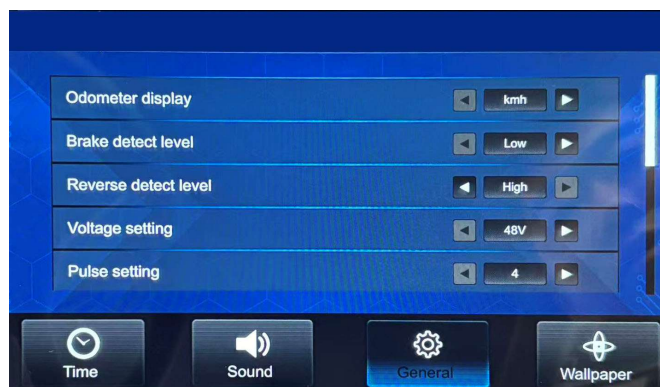 Odometer display kmh
Brake detect level Low
Reverse detect level High
Voltage setting 48V
Pulse setting 4
Time Sound General Wallpaper